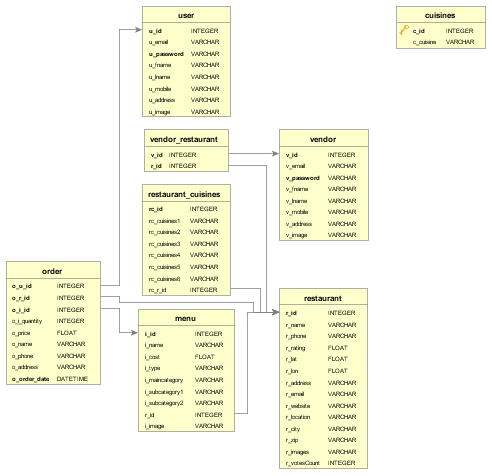 user
u_id INTEGER
u_email VARCHAR
u_password VARCHAR
u_fname VARCHAR
u_lname VARCHAR
u_mobile VARCHAR
u_address VARCHAR
u_image VARCHAR
cuisines
c_id INTEGER
c_cuisine VARCHAR
vendor_restaurant
v_id INTEGER
r_id INTEGER
vendor
v_id INTEGER
v_email VARCHAR
v_password VARCHAR
v_fname VARCHAR
v_lname VARCHAR
v_mobile VARCHAR
v_address VARCHAR
v_image VARCHAR
restaurant_cuisines
rc_id INTEGER
rc_cuisines1 VARCHAR
rc_cuisines2 VARCHAR
rc_cuisines3 VARCHAR
rc_cuisines4 VARCHAR
rc_cuisines5 VARCHAR
rc_cuisines6 VARCHAR
rc_r_id INTEGER
order
o_u_id INTEGER
o_r_id INTEGER
o_i_id INTEGER
o_i_quantity INTEGER
o_price FLOAT
o_name VARCHAR
o_phone VARCHAR
o_address VARCHAR
o_order_date DATETIME
menu
i_id INTEGER
i_name VARCHAR
i_cost FLOAT
i_type VARCHAR
i_maincategory VARCHAR
i_subcategory1 VARCHAR
i_subcategory2 VARCHAR
r_id INTEGER
i_image VARCHAR
restaurant
r_id INTEGER
r_name VARCHAR
r_phone VARCHAR
r_rating FLOAT
r_lat FLOAT
r_lon FLOAT
r_address VARCHAR
r_email VARCHAR
r_website VARCHAR
r_location VARCHAR
r_city VARCHAR
r_zip VARCHAR
r_images VARCHAR
r_votesCount INTEGER